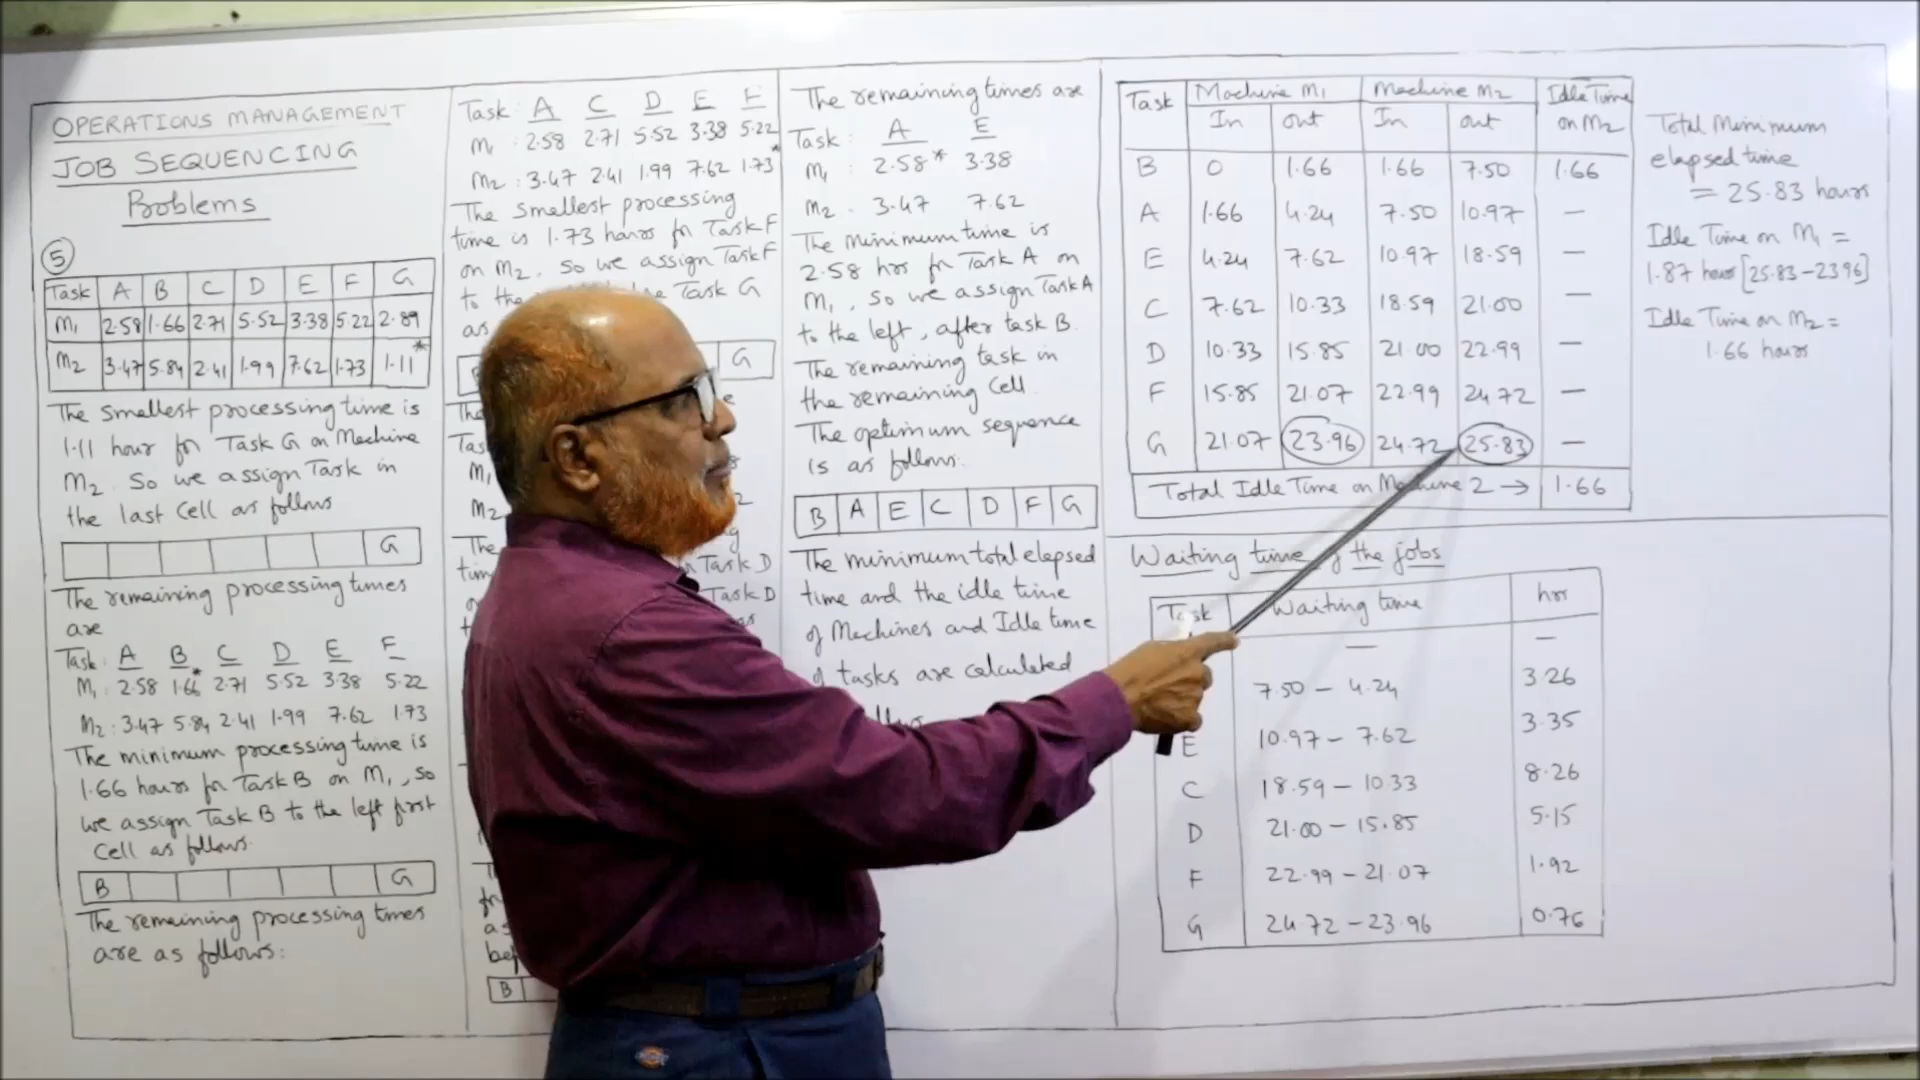 OPERATIONS MANAGEMENT
JOB SEQUENCING
Problems
5
Task A B C D E F G
M1 2.58 1.66 2.71 5.52 3.38 5.22 2.89
M2 3.47 5.84 2.41 1.99 7.62 1.73 1.11*
The smallest processing time is
1.11 hour for Task G on Machine
M2. So we assign Task in
the last cell as follows
G
The remaining processing times
are
Task: A B C D E F
M1: 2.58 1.66* 2.71 5.52 3.38 5.22
M2: 3.47 5.84 2.41 1.99 7.62 1.73
The minimum processing time is
1.66 hours for Task B on M1, so
we assign Task B to the left first
cell as follows.
B G
The remaining processing times
are as follows:
Task: A C D E F
M1: 2.58 2.71 5.52 3.38 5.22
M2: 3.47 2.41 1.99 7.62 1.73*
The smallest processing
time is 1.73 hours for Task F
on M2. So we assign Task F
to the Task G
as
G
M1
M2
The
Task D
Task D
B
The remaining times are
Task: A E
M1: 2.58* 3.38
M2. 3.47 7.62
The minimum time is
2.58 hrs for Task A on
M1, So we assign Task A
to the left, after task B.
The remaining task in
the remaining cell.
The optimum sequence
is as follows.
B A E C D F G
The minimum total elapsed
time and the idle time
of Machines and Idle time
of tasks are calculated
Task Machine M1 Machine M2 Idle Time on M2
In out In out
B 0 1.66 1.66 7.50 1.66
A 1.66 4.24 7.50 10.97 —
E 4.24 7.62 10.97 18.59 —
C 7.62 10.33 18.59 21.00 —
D 10.33 15.85 21.00 22.99 —
F 15.85 21.07 22.99 24.72 —
G 21.07 23.96 24.72 25.83 —
Total Idle Time on Machine 2 → 1.66
Total Minimum
elapsed time
= 25.83 hours
Idle Time on M1 =
1.87 hour [25.83-23.96]
Idle Time on M2 =
1.66 hours
Waiting time of the jobs
Task Waiting time hrs
— —
7.50 - 4.24 3.26
E 10.97 - 7.62 3.35
C 18.59 - 10.33 8.26
D 21.00 - 15.85 5.15
F 22.99 - 21.07 1.92
G 24.72 - 23.96 0.76